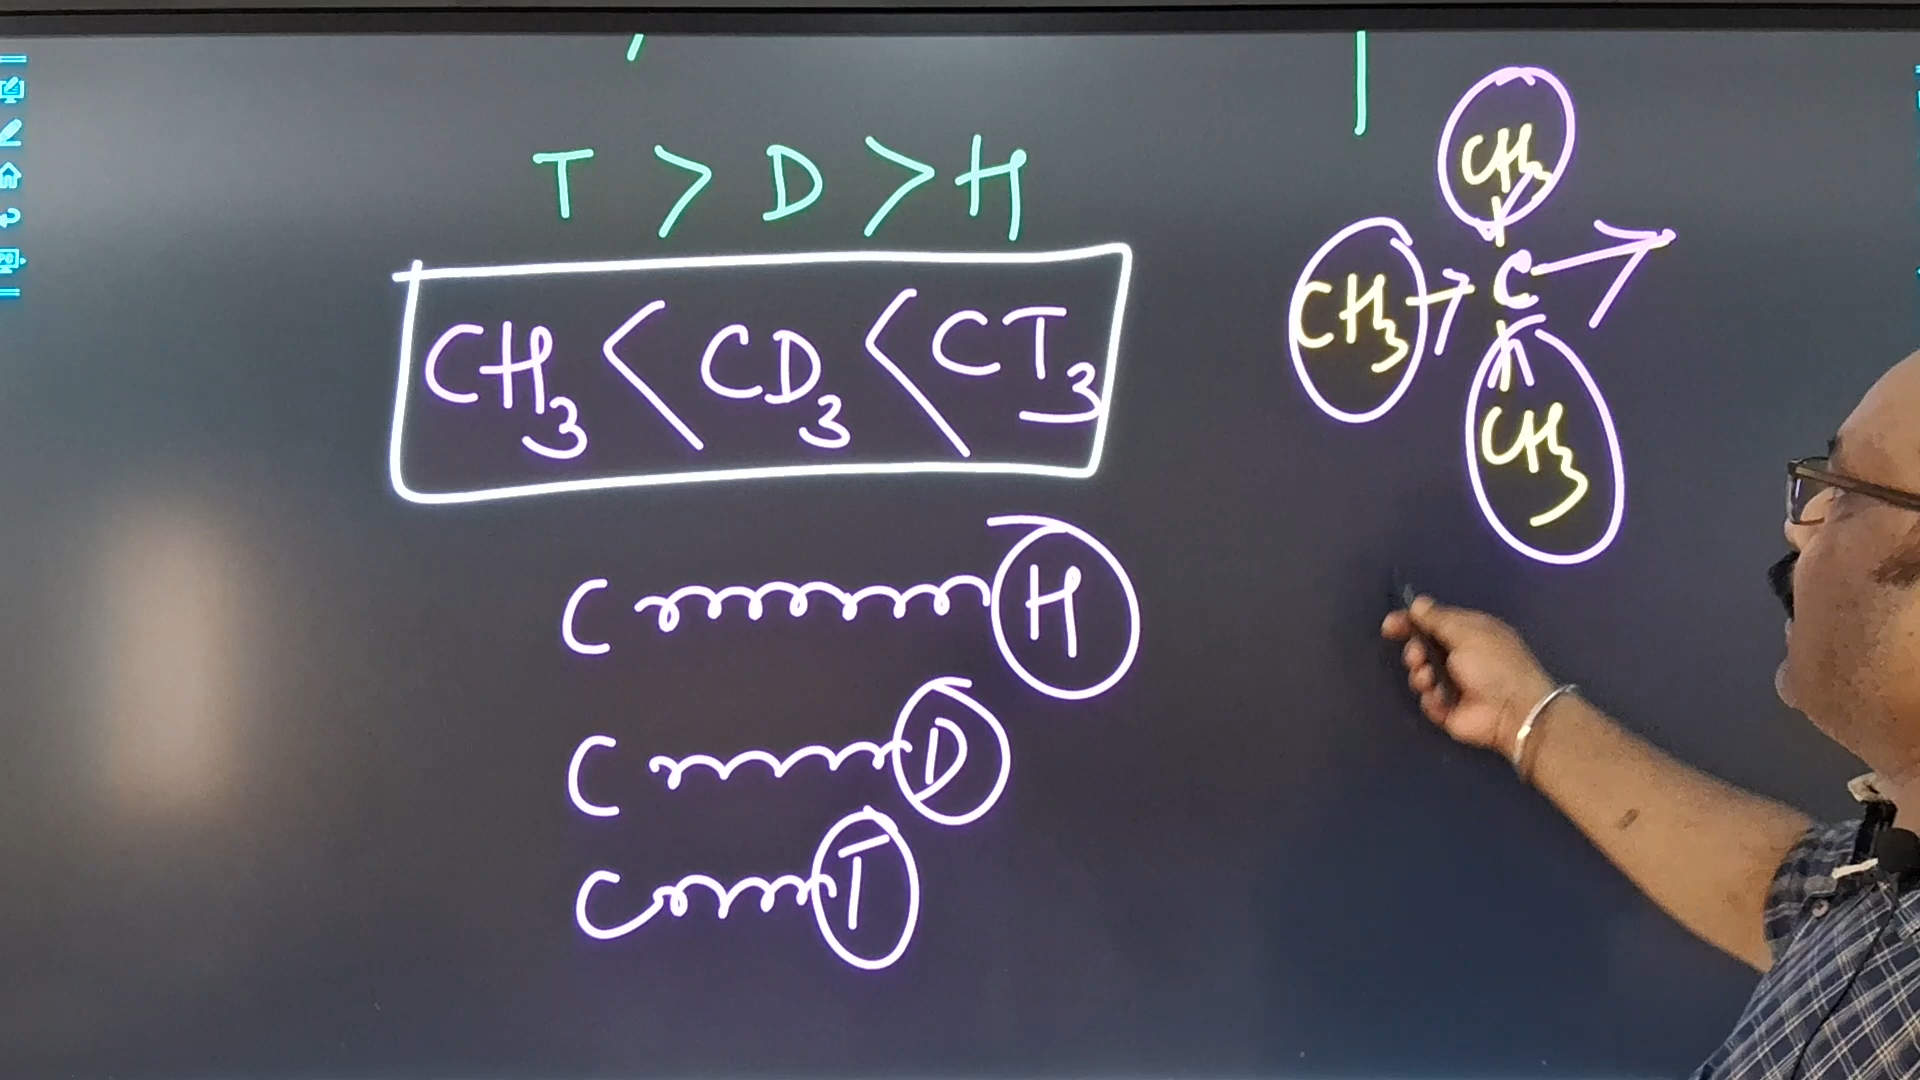 T > D > H
CH3 < CD3 < CT3
C H
C D
C T
CH3
CH3 → C →
CH3